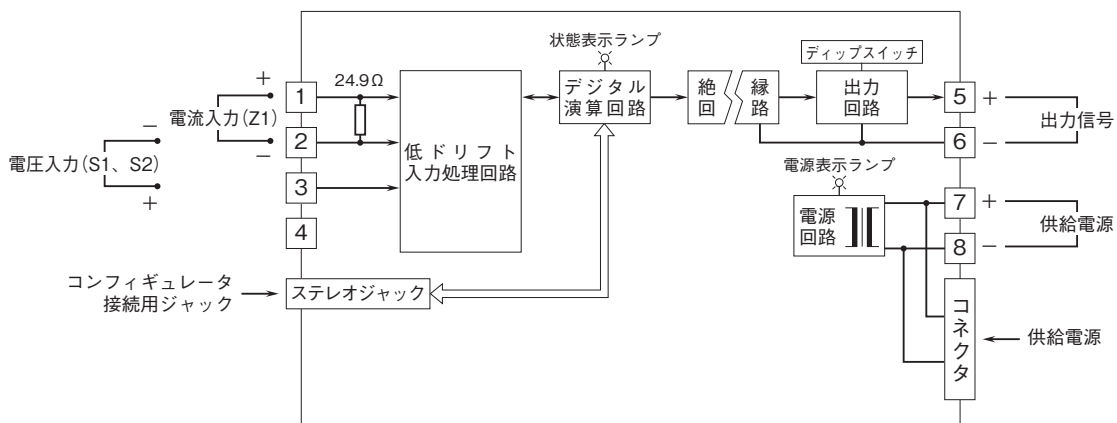 状態表示ランプ
ディップスイッチ
24.9Ω
+
1
電流入力(Z1)
−
2
−
電圧入力(S1、S2)
+
3
4
低ドリフト
入力処理回路
デジタル
演算回路
絶 縁
回 路
出力
回路
5
+
出力信号
6
−
電源表示ランプ
電源
回路
7
+
供給電源
8
−
コンフィギュレータ
接続用ジャック
ステレオジャック
コネクタ
供給電源